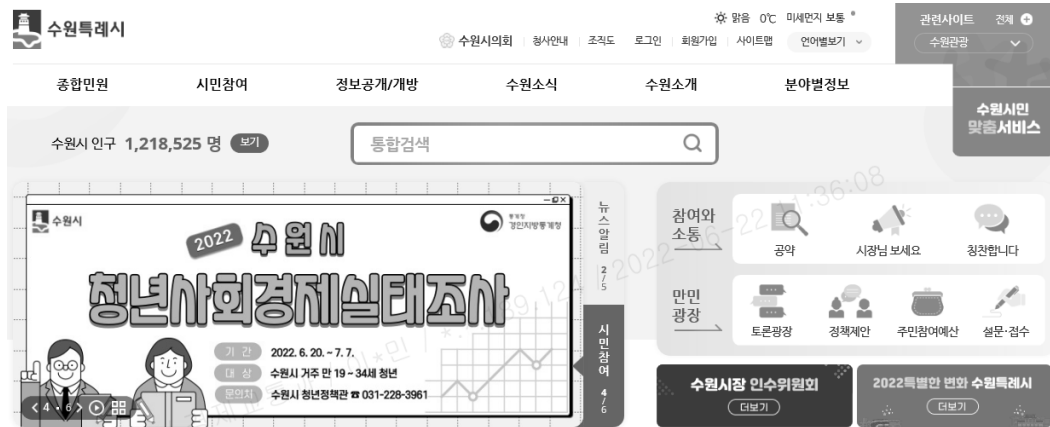 수원특례시
맑음 0℃ 미세먼지 보통
수원시의회 청사안내 조직도 로그인 회원가입 사이트맵 언어별보기
관련사이트 전체
수원관광
종합민원 시민참여 정보공개/개방 수원소식 수원소개 분야별정보
수원시민
맞춤서비스
수원시 인구 1,218,525 명 보기
통합검색
수원시
통계청
경인지방통계청
2022 수원시
청년사회경제실태조사
기 간 2022. 6. 20. ~ 7. 7.
대 상 수원시 거주 만 19 ~ 34세 청년
문의처 수원시 청년정책관 ☎ 031-228-3961
4 · 6
뉴스알림 2/5
시민참여 4/6
참여와
소통
공약 시장님 보세요 칭찬합니다
만민
광장
토론광장 정책제안 주민참여예산 설문·접수
수원시장 인수위원회
더보기
2022특별한 변화 수원특례시
더보기
2022-06-22 11:36:08